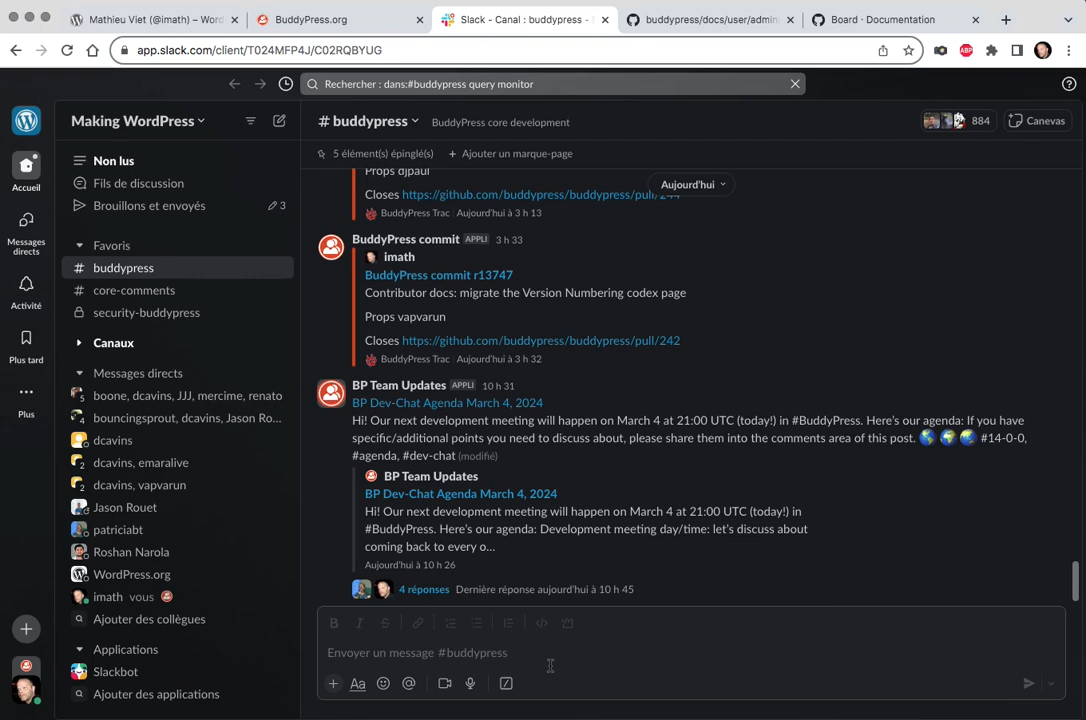 Mathieu Viet (@imath) – Word
BuddyPress.org
Slack - Canal : buddypress -
buddypress/docs/user/admin
Board · Documentation
app.slack.com/client/T024MFP4J/C02RQBYUG
Rechercher : dans:#buddypress query monitor
Making WordPress
# buddypress
BuddyPress core development
884
Canevas
Accueil
Messages directs
Activité
Plus tard
Plus
Non lus
Fils de discussion
Brouillons et envoyés
3
Favoris
# buddypress
# core-comments
security-buddypress
Canaux
Messages directs
5
boone, dcavins, JJJ, mercime, renato
4
bouncingsprout, dcavins, Jason Ro...
dcavins
2
dcavins, emaralive
2
dcavins, vapvarun
Jason Rouet
patriciabt
Roshan Narola
WordPress.org
imath vous
Ajouter des collègues
Applications
Slackbot
Ajouter des applications
5 élément(s) épinglé(s)
+ Ajouter un marque-page
Props djpaul
Aujourd'hui
Closes https://github.com/buddypress/buddypress/pull/244
BuddyPress Trac | Aujourd'hui à 3 h 13
BuddyPress commit APPLI 3 h 33
imath
BuddyPress commit r13747
Contributor docs: migrate the Version Numbering codex page
Props vapvarun
Closes https://github.com/buddypress/buddypress/pull/242
BuddyPress Trac | Aujourd'hui à 3 h 32
BP Team Updates APPLI 10 h 31
BP Dev-Chat Agenda March 4, 2024
Hi! Our next development meeting will happen on March 4 at 21:00 UTC (today!) in #BuddyPress. Here's our agenda: If you have
specific/additional points you need to discuss about, please share them into the comments area of this post. #14-0-0,
#agenda, #dev-chat (modifié)
BP Team Updates
BP Dev-Chat Agenda March 4, 2024
Hi! Our next development meeting will happen on March 4 at 21:00 UTC (today!) in
#BuddyPress. Here's our agenda: Development meeting day/time: let's discuss about
coming back to every o...
Aujourd'hui à 10 h 26
4 réponses Dernière réponse aujourd'hui à 10 h 45
Envoyer un message #buddypress